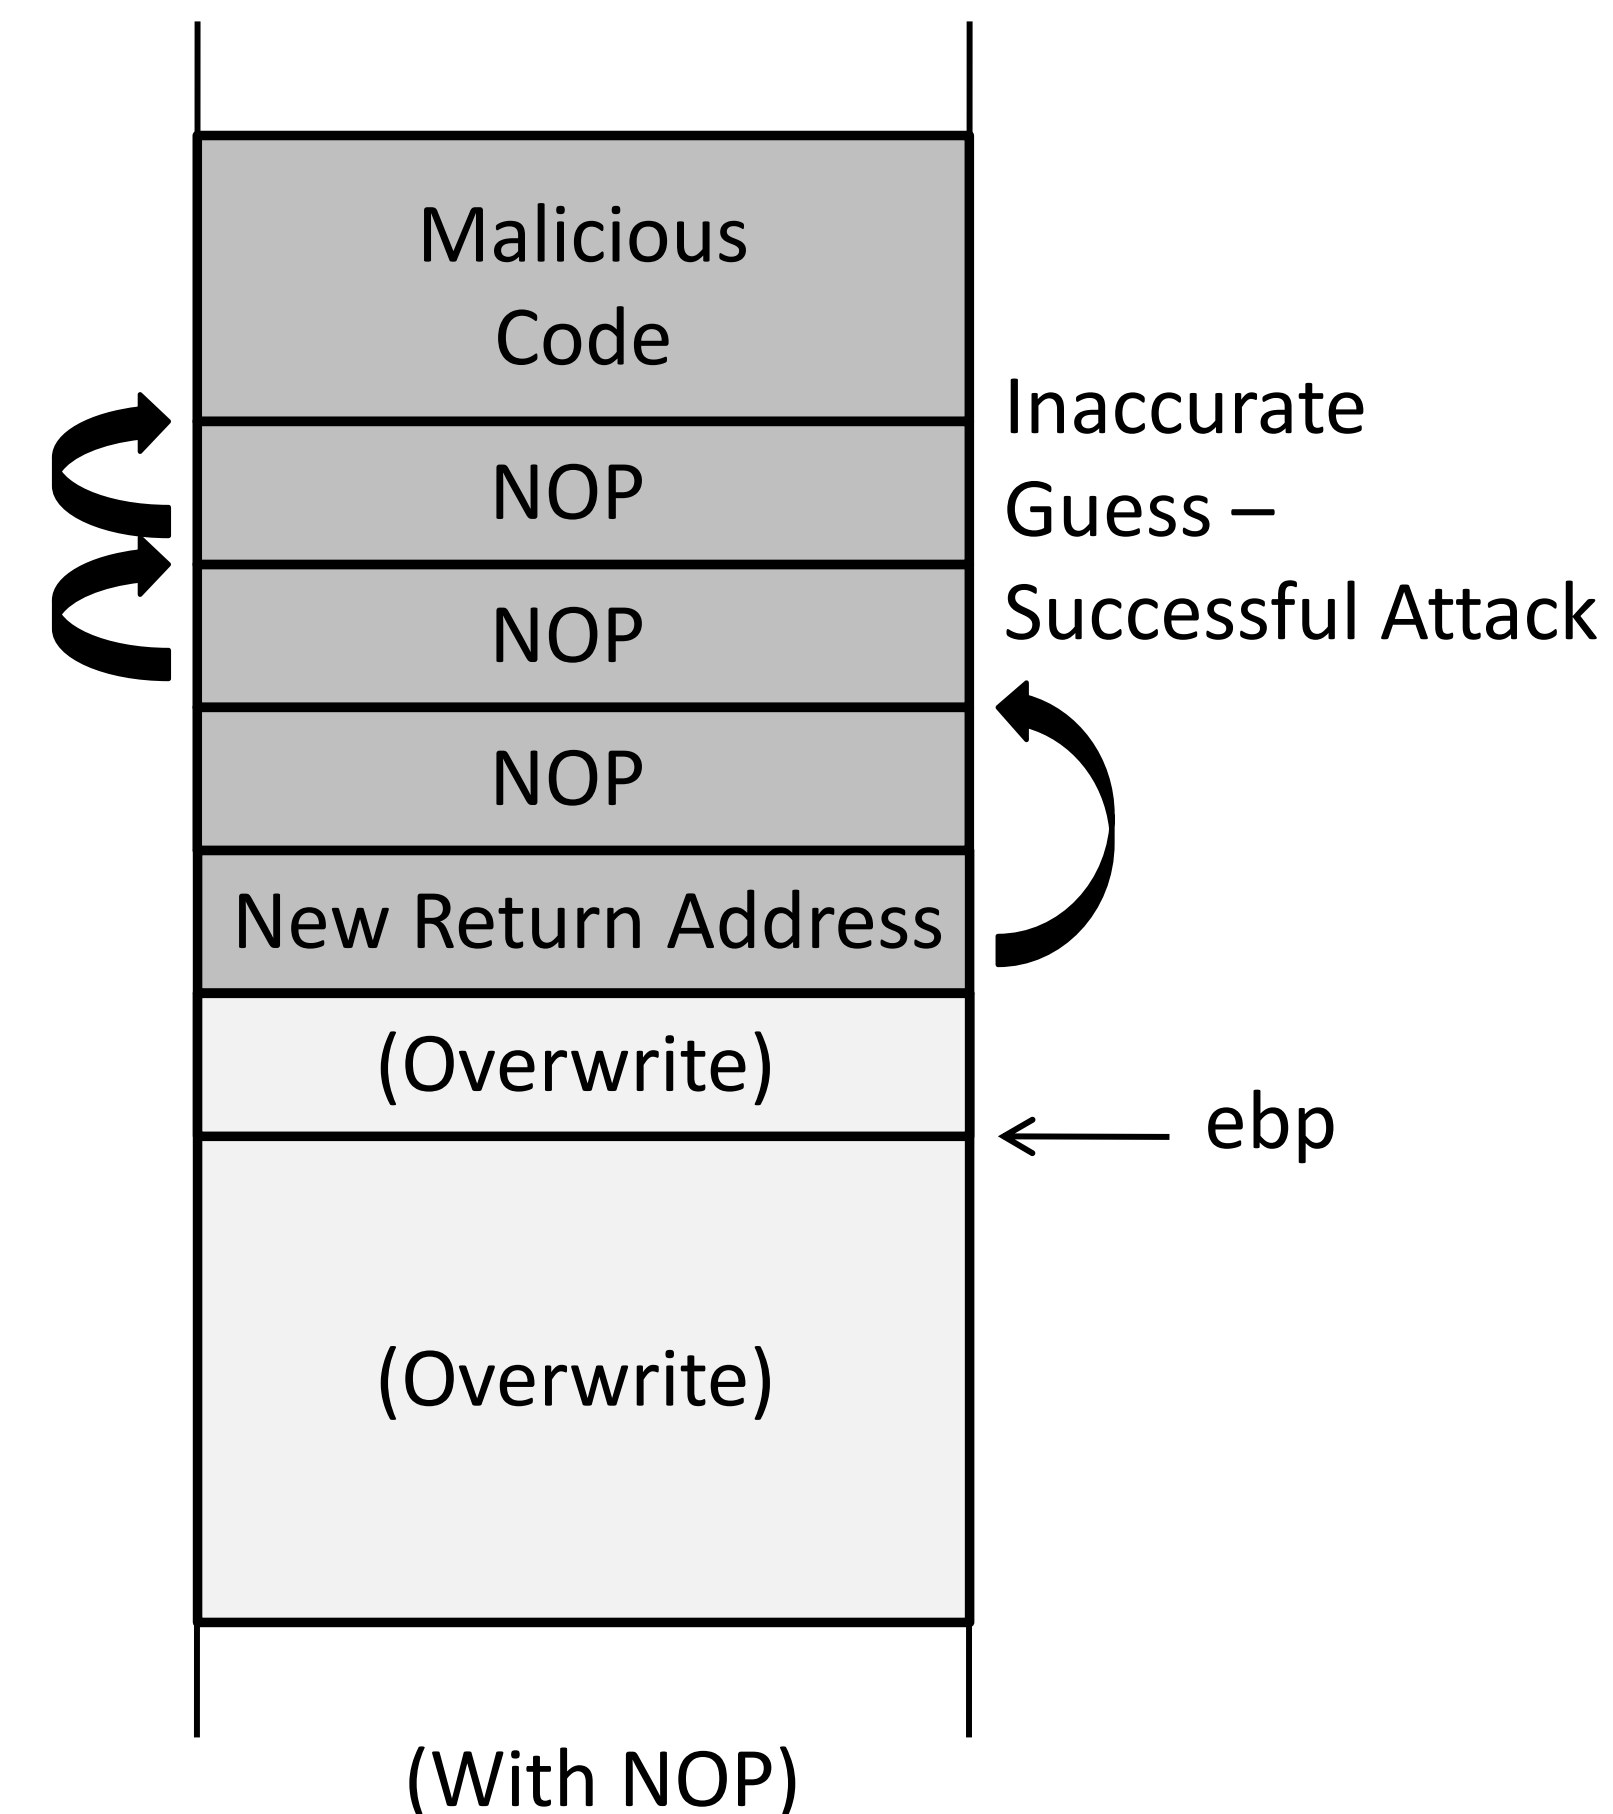 Malicious
Code
Inaccurate
Guess –
Successful Attack
NOP
NOP
NOP
New Return Address
(Overwrite)
ebp
(Overwrite)
(With NOP)